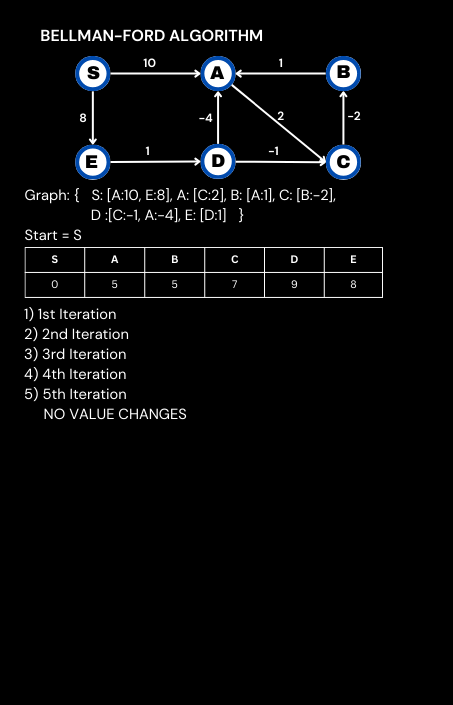 BELLMAN-FORD ALGORITHM
10 1
S A B
8 -4 2 -2
1 -1
E D C
Graph: { S: [A:10, E:8], A: [C:2], B: [A:1], C: [B:-2],
D :[C:-1, A:-4], E: [D:1] }
Start = S
S A B C D E
0 5 5 7 9 8
1) 1st Iteration
2) 2nd Iteration
3) 3rd Iteration
4) 4th Iteration
5) 5th Iteration
NO VALUE CHANGES